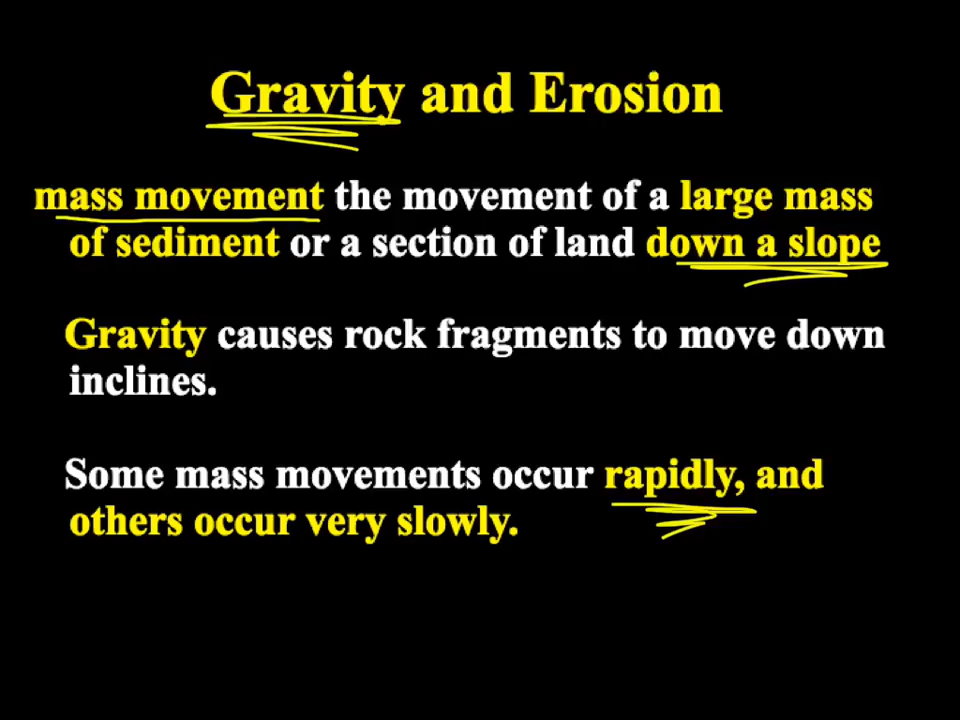 Gravity and Erosion
mass movement the movement of a large mass
of sediment or a section of land down a slope
Gravity causes rock fragments to move down
inclines.
Some mass movements occur rapidly, and
others occur very slowly.